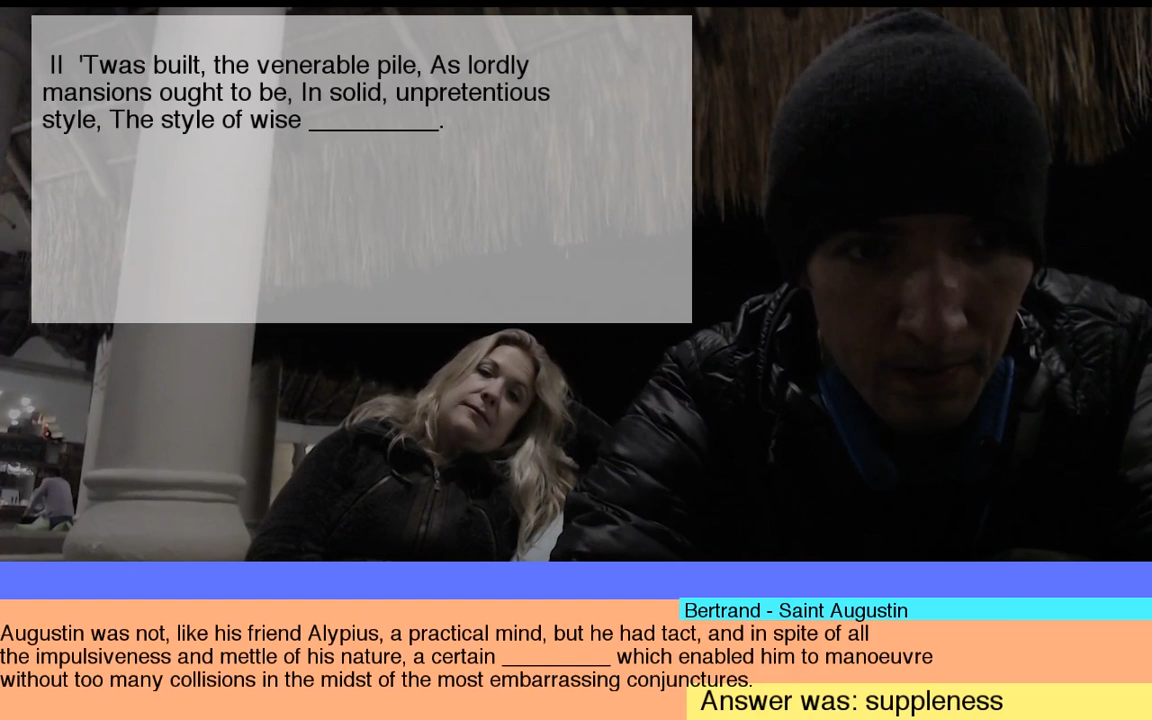 II 'Twas built, the venerable pile, As lordly
mansions ought to be, In solid, unpretentious
style, The style of wise __________.
Bertrand - Saint Augustin
Augustin was not, like his friend Alypius, a practical mind, but he had tact, and in spite of all
the impulsiveness and mettle of his nature, a certain __________ which enabled him to manoeuvre
without too many collisions in the midst of the most embarrassing conjunctures.
Answer was: suppleness